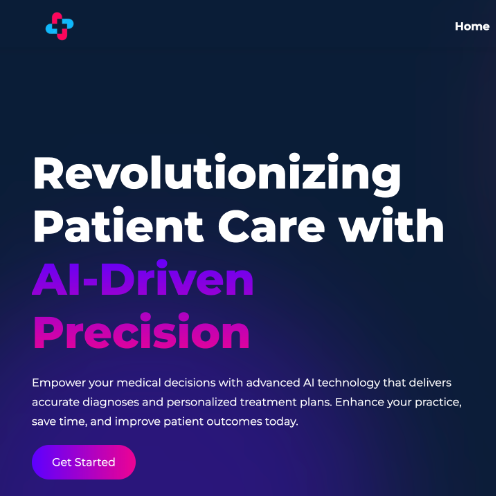 Home
Revolutionizing
Patient Care with
AI-Driven
Precision
Empower your medical decisions with advanced AI technology that delivers
accurate diagnoses and personalized treatment plans. Enhance your practice,
save time, and improve patient outcomes today.
Get Started